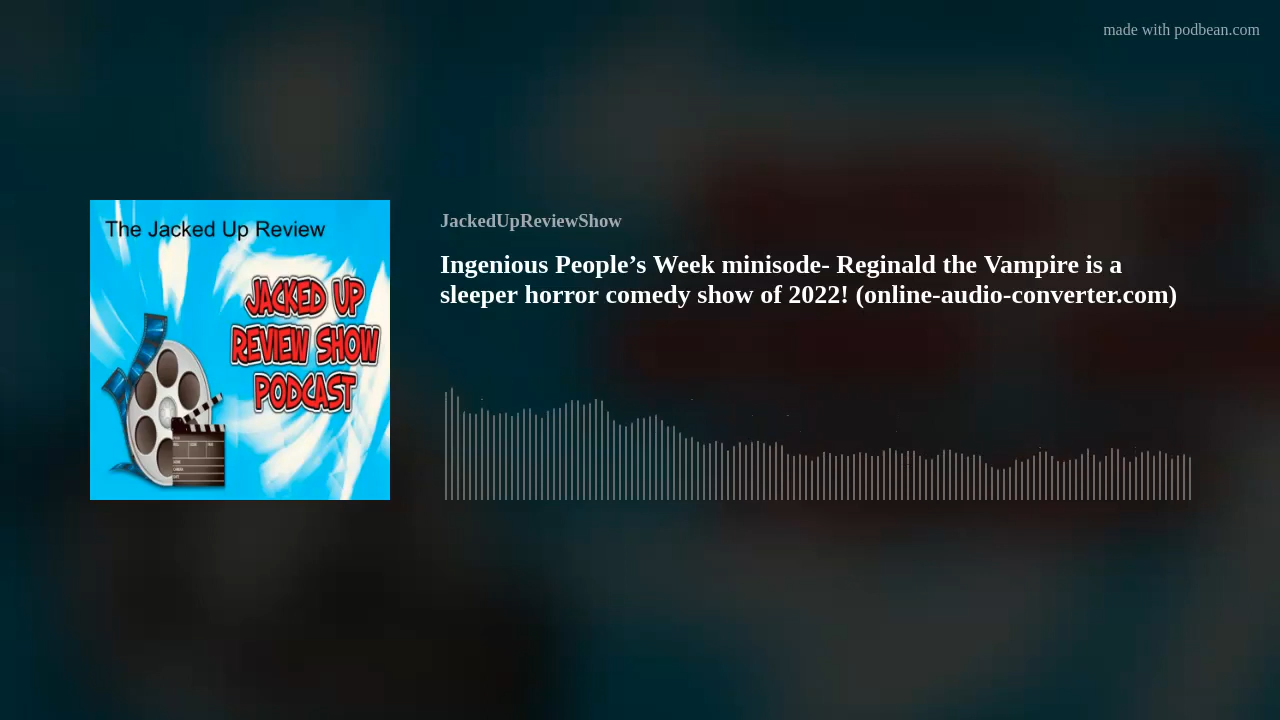 made with podbean.com
The Jacked Up Review
JACKED UP
REVIEW SHOW
PODCAST
JackedUpReviewShow
Ingenious People’s Week minisode- Reginald the Vampire is a
sleeper horror comedy show of 2022! (online-audio-converter.com)